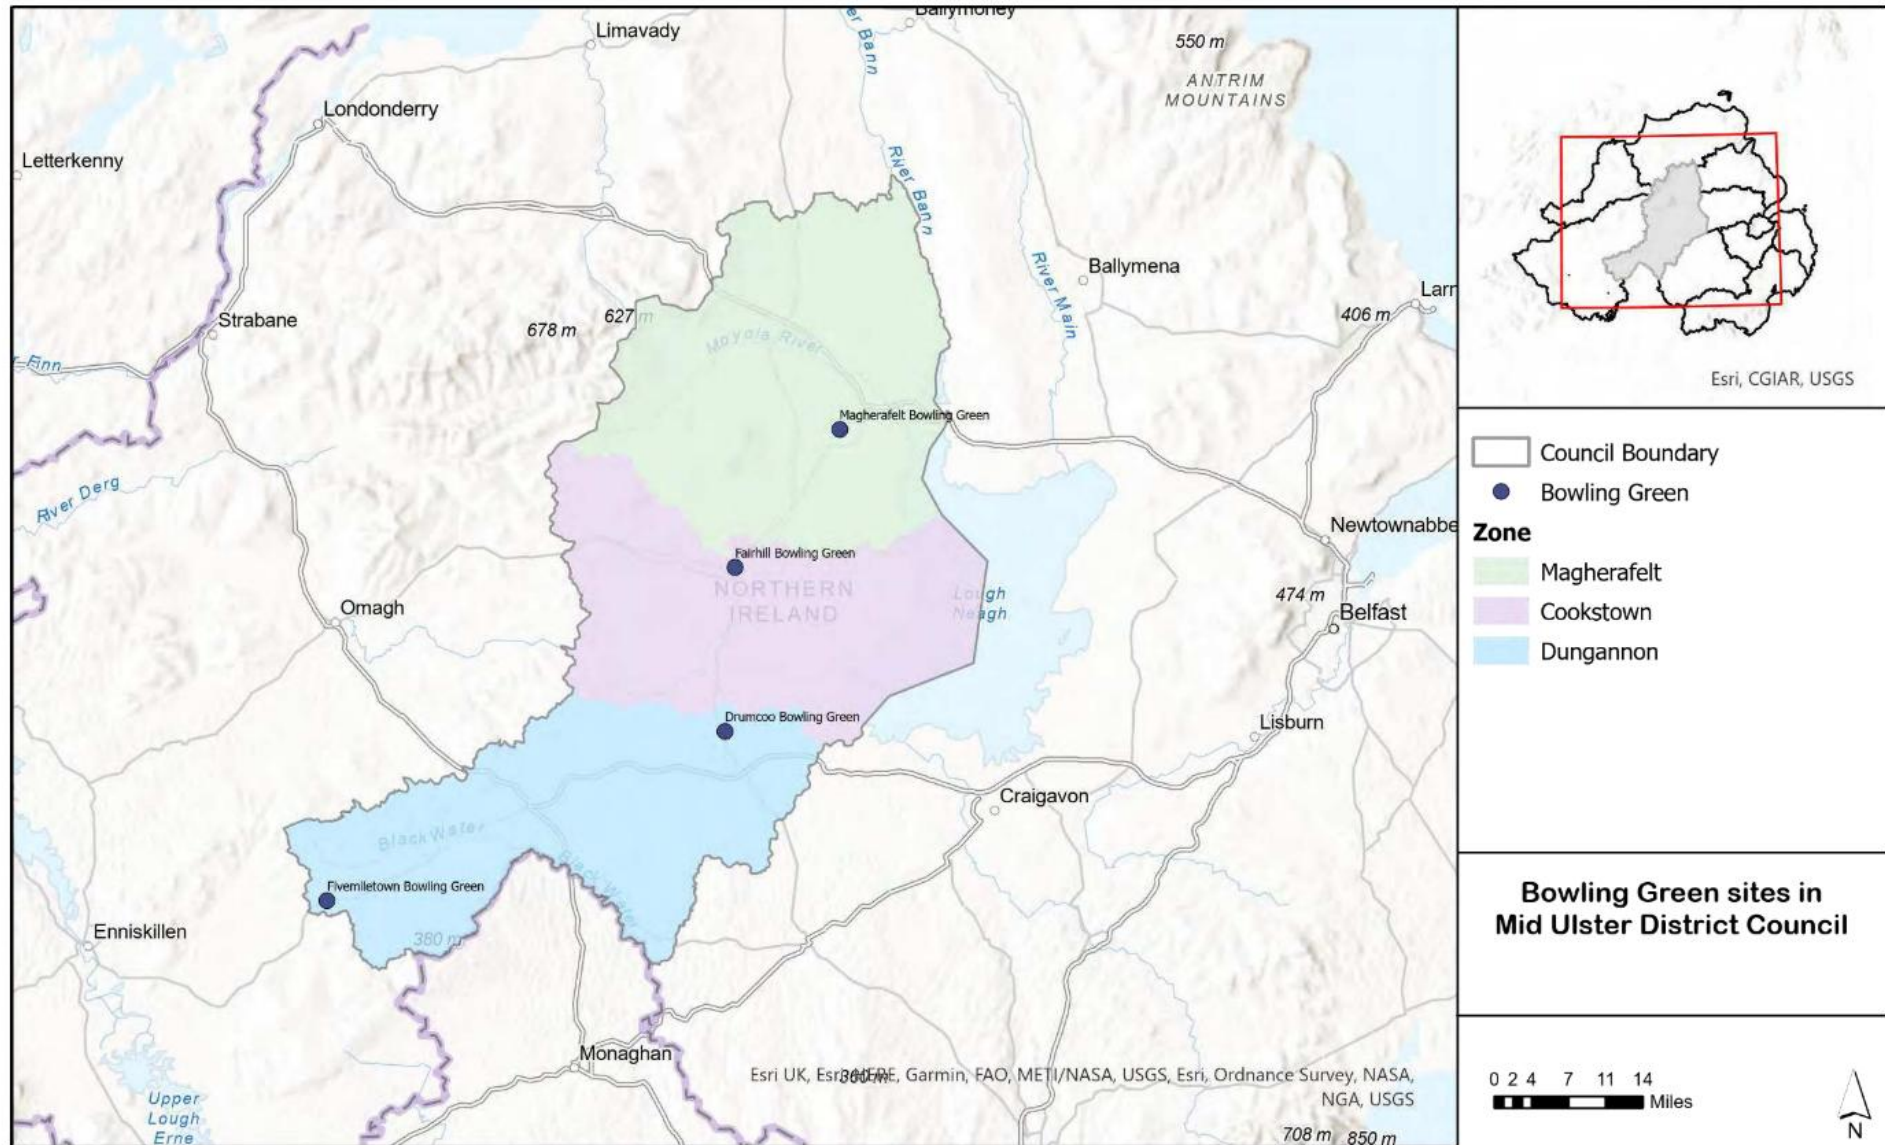 Ballymoney
Limavady
River Bann
550 m
ANTRIM
MOUNTAINS
Londonderry
Letterkenny
River Bann
Ballymena
River Main
Strabane
678 m
627 m
Moyola River
406 m
Larn
r Finn
Magherafelt Bowling Green
River Derg
Newtownabbe
Fairhill Bowling Green
NORTHERN
IRELAND
Lough
Neagh
474 m
Belfast
Omagh
Drumcoo Bowling Green
Lisburn
Craigavon
BlackWater
Black Water
Fivemiletown Bowling Green
Enniskillen
380 m
Monaghan
Upper
Lough
Erne
360 m
Esri UK, Esri, HERE, Garmin, FAO, METI/NASA, USGS, Esri, Ordnance Survey, NASA,
NGA, USGS
708 m
850 m
Esri, CGIAR, USGS
Council Boundary
Bowling Green
Zone
Magherafelt
Cookstown
Dungannon
Bowling Green sites in
Mid Ulster District Council
0 2 4 7 11 14
Miles
N